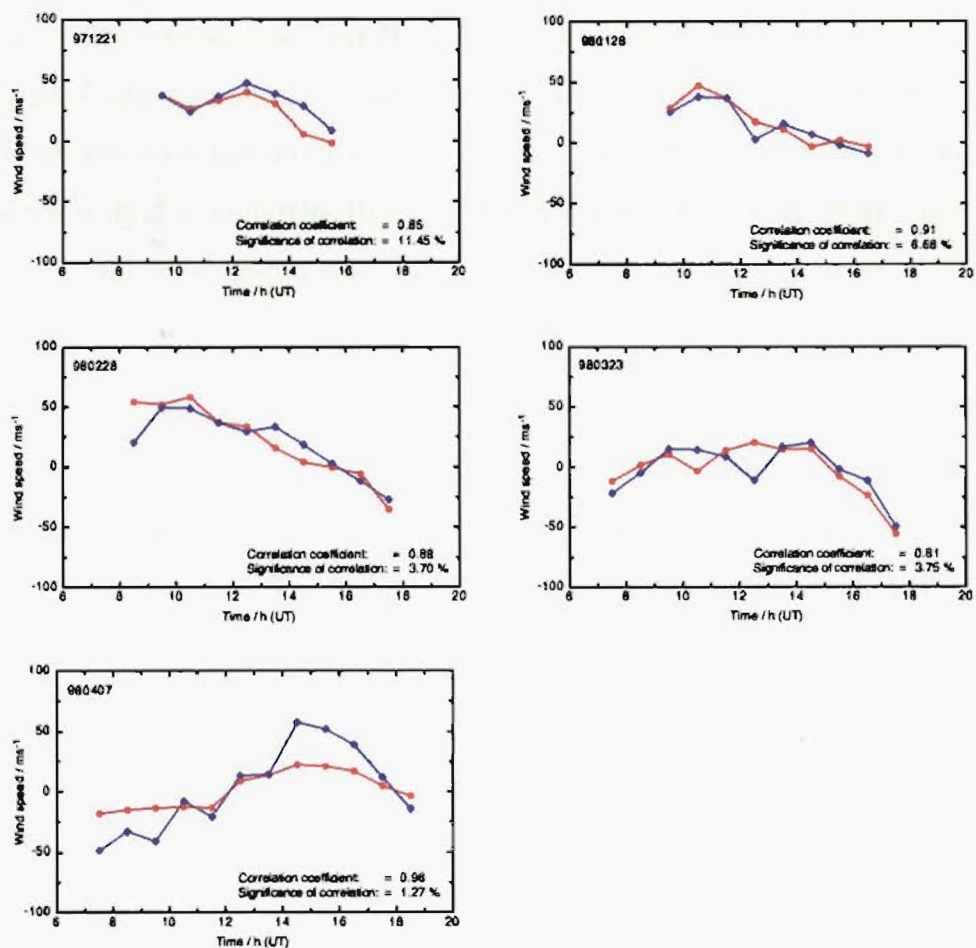 971221
Wind speed / ms⁻¹
100
50
0
-50
-100
Correlation coefficient: = 0.85
Significance of correlation: = 11.45 %
6 8 10 12 14 16 18 20
Time / h (UT)
980128
Wind speed / ms⁻¹
100
50
0
-50
-100
Correlation coefficient: = 0.91
Significance of correlation: = 6.68 %
6 8 10 12 14 16 18 20
Time / h (UT)
980228
Wind speed / ms⁻¹
100
50
0
-50
-100
Correlation coefficient: = 0.88
Significance of correlation: = 3.70 %
6 8 10 12 14 16 18 20
Time / h (UT)
980323
Wind speed / ms⁻¹
100
50
0
-50
-100
Correlation coefficient: = 0.81
Significance of correlation: = 3.75 %
6 8 10 12 14 16 18 20
Time / h (UT)
980407
Wind speed / ms⁻¹
100
50
0
-50
-100
Correlation coefficient: = 0.96
Significance of correlation: = 1.27 %
6 8 10 12 14 16 18 20
Time / h (UT)